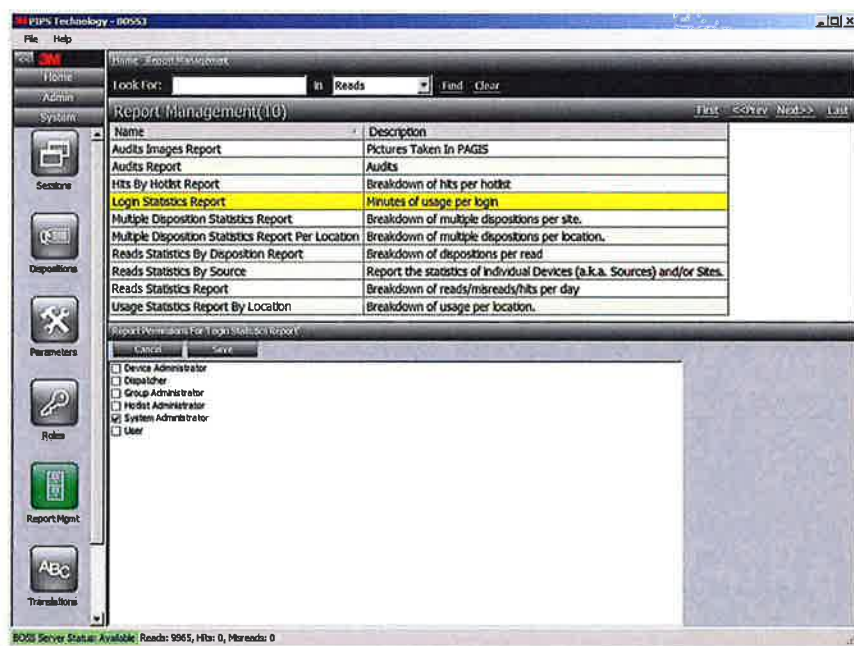 3M PIPS Technology - BOSS3
File Help
<< 3M
Home
Admin
System
Sessions
Dispositions
Parameters
Roles
Report Mgmt
ABC
Translations
Home Report Management
Look For: In Reads Find Clear
Report Management(10) First <<Prev Next>> Last
Name Description
Audits Images Report Pictures Taken In PAGIS
Audits Report Audits
Hits By Hotlist Report Breakdown of hits per hotlist
Login Statistics Report Minutes of usage per login
Multiple Disposition Statistics Report Breakdown of multiple dispositions per site.
Multiple Disposition Statistics Report Per Location Breakdown of multiple dispositions per location.
Reads Statistics By Disposition Report Breakdown of dispositions per read
Reads Statistics By Source Report the statistics of individual Devices (a.k.a. Sources) and/or Sites.
Reads Statistics Report Breakdown of reads/misreads/hits per day
Usage Statistics Report By Location Breakdown of usage per location.
Report Permissions For 'Login Statistics Report'
Cancel Save
Device Administrator
Dispatcher
Group Administrator
Hotlist Administrator
System Administrator
User
BOSS Server Status: Available Reads: 9965, Hits: 0, Misreads: 0